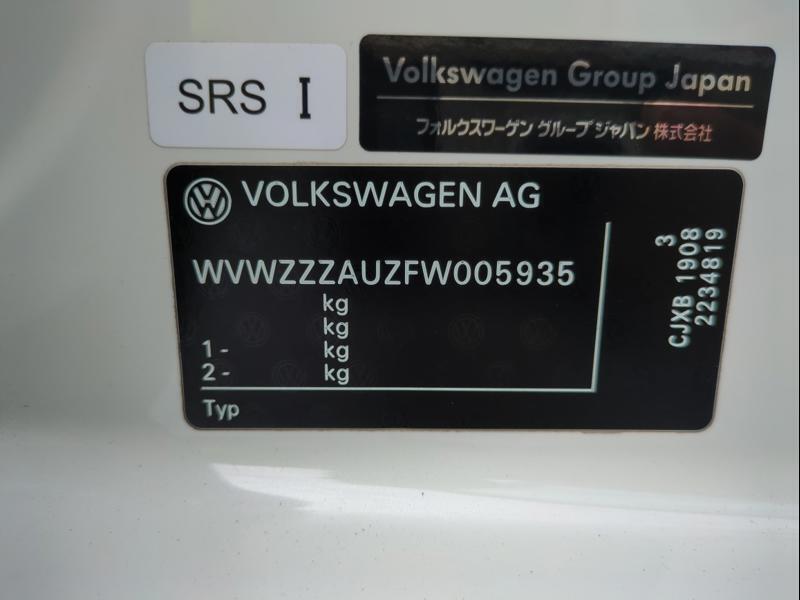 SRS I
Volkswagen Group Japan
フォルクスワーゲン グループ ジャパン 株式会社
VOLKSWAGEN AG
WVWZZZAUZFW005935
kg
kg
1 - kg
2 - kg
Typ
3
CJXB 1908
2234819